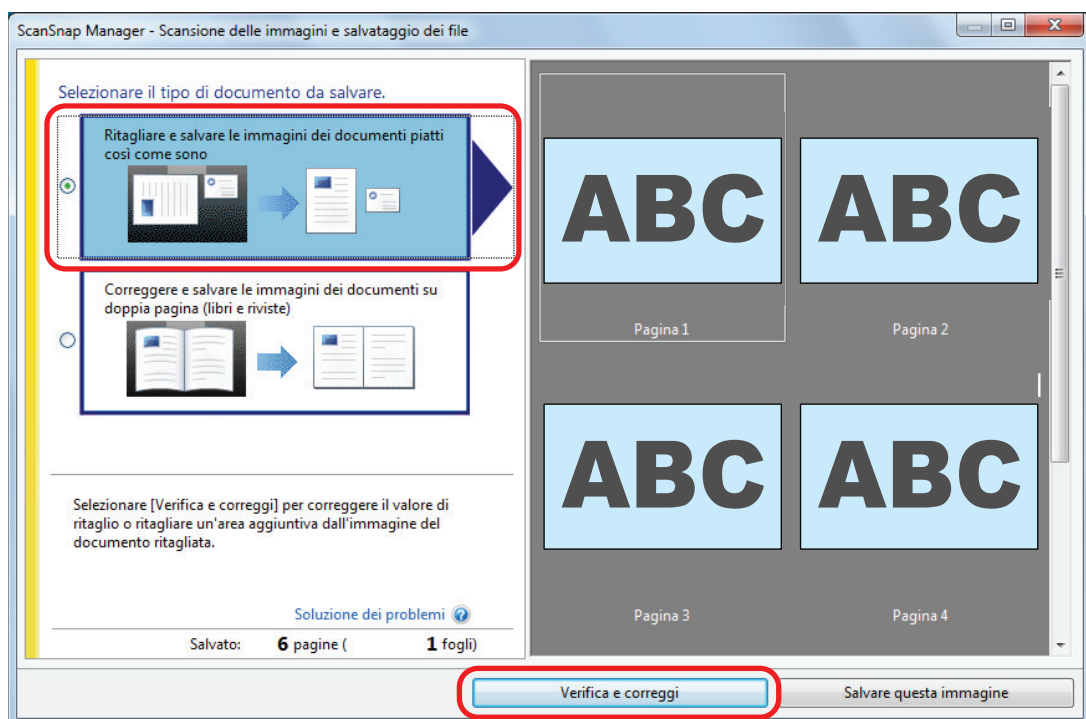 ScanSnap Manager - Scansione delle immagini e salvataggio dei file
Selezionare il tipo di documento da salvare.
Ritagliare e salvare le immagini dei documenti piatti
così come sono
Correggere e salvare le immagini dei documenti su
doppia pagina (libri e riviste)
Selezionare [Verifica e correggi] per correggere il valore di
ritaglio o ritagliare un'area aggiuntiva dall'immagine del
documento ritagliata.
Soluzione dei problemi ?
Salvato: 6 pagine ( 1 fogli)
ABC ABC
Pagina 1 Pagina 2
ABC ABC
Pagina 3 Pagina 4
Verifica e correggi Salvare questa immagine